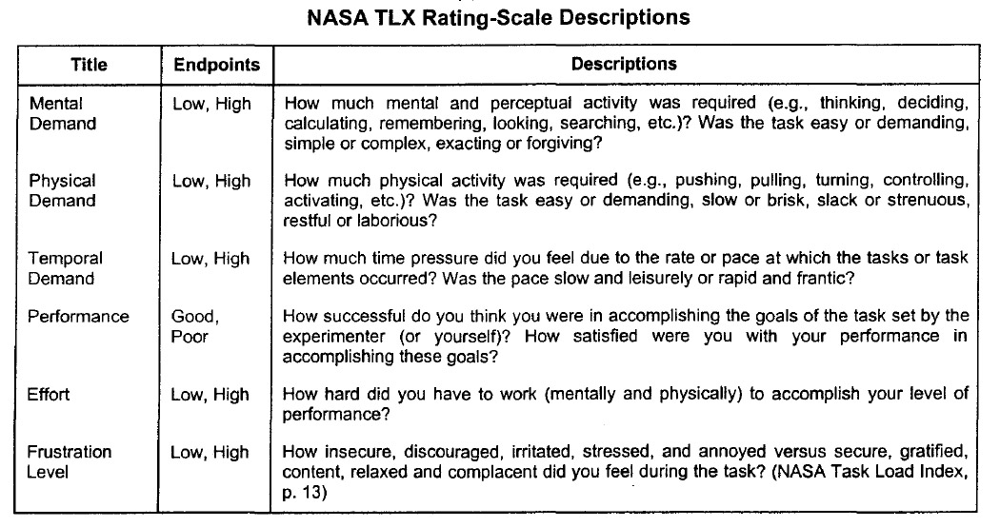 NASA TLX Rating-Scale Descriptions
Title Endpoints Descriptions
Mental Low, High How much mental and perceptual activity was required (e.g., thinking, deciding,
Demand calculating, remembering, looking, searching, etc.)? Was the task easy or demanding,
simple or complex, exacting or forgiving?
Physical Low, High How much physical activity was required (e.g., pushing, pulling, turning, controlling,
Demand activating, etc.)? Was the task easy or demanding, slow or brisk, slack or strenuous,
restful or laborious?
Temporal Low, High How much time pressure did you feel due to the rate or pace at which the tasks or task
Demand elements occurred? Was the pace slow and leisurely or rapid and frantic?
Performance Good, How successful do you think you were in accomplishing the goals of the task set by the
Poor experimenter (or yourself)? How satisfied were you with your performance in
accomplishing these goals?
Effort Low, High How hard did you have to work (mentally and physically) to accomplish your level of
performance?
Frustration Low, High How insecure, discouraged, irritated, stressed, and annoyed versus secure, gratified,
Level content, relaxed and complacent did you feel during the task? (NASA Task Load Index,
p. 13)